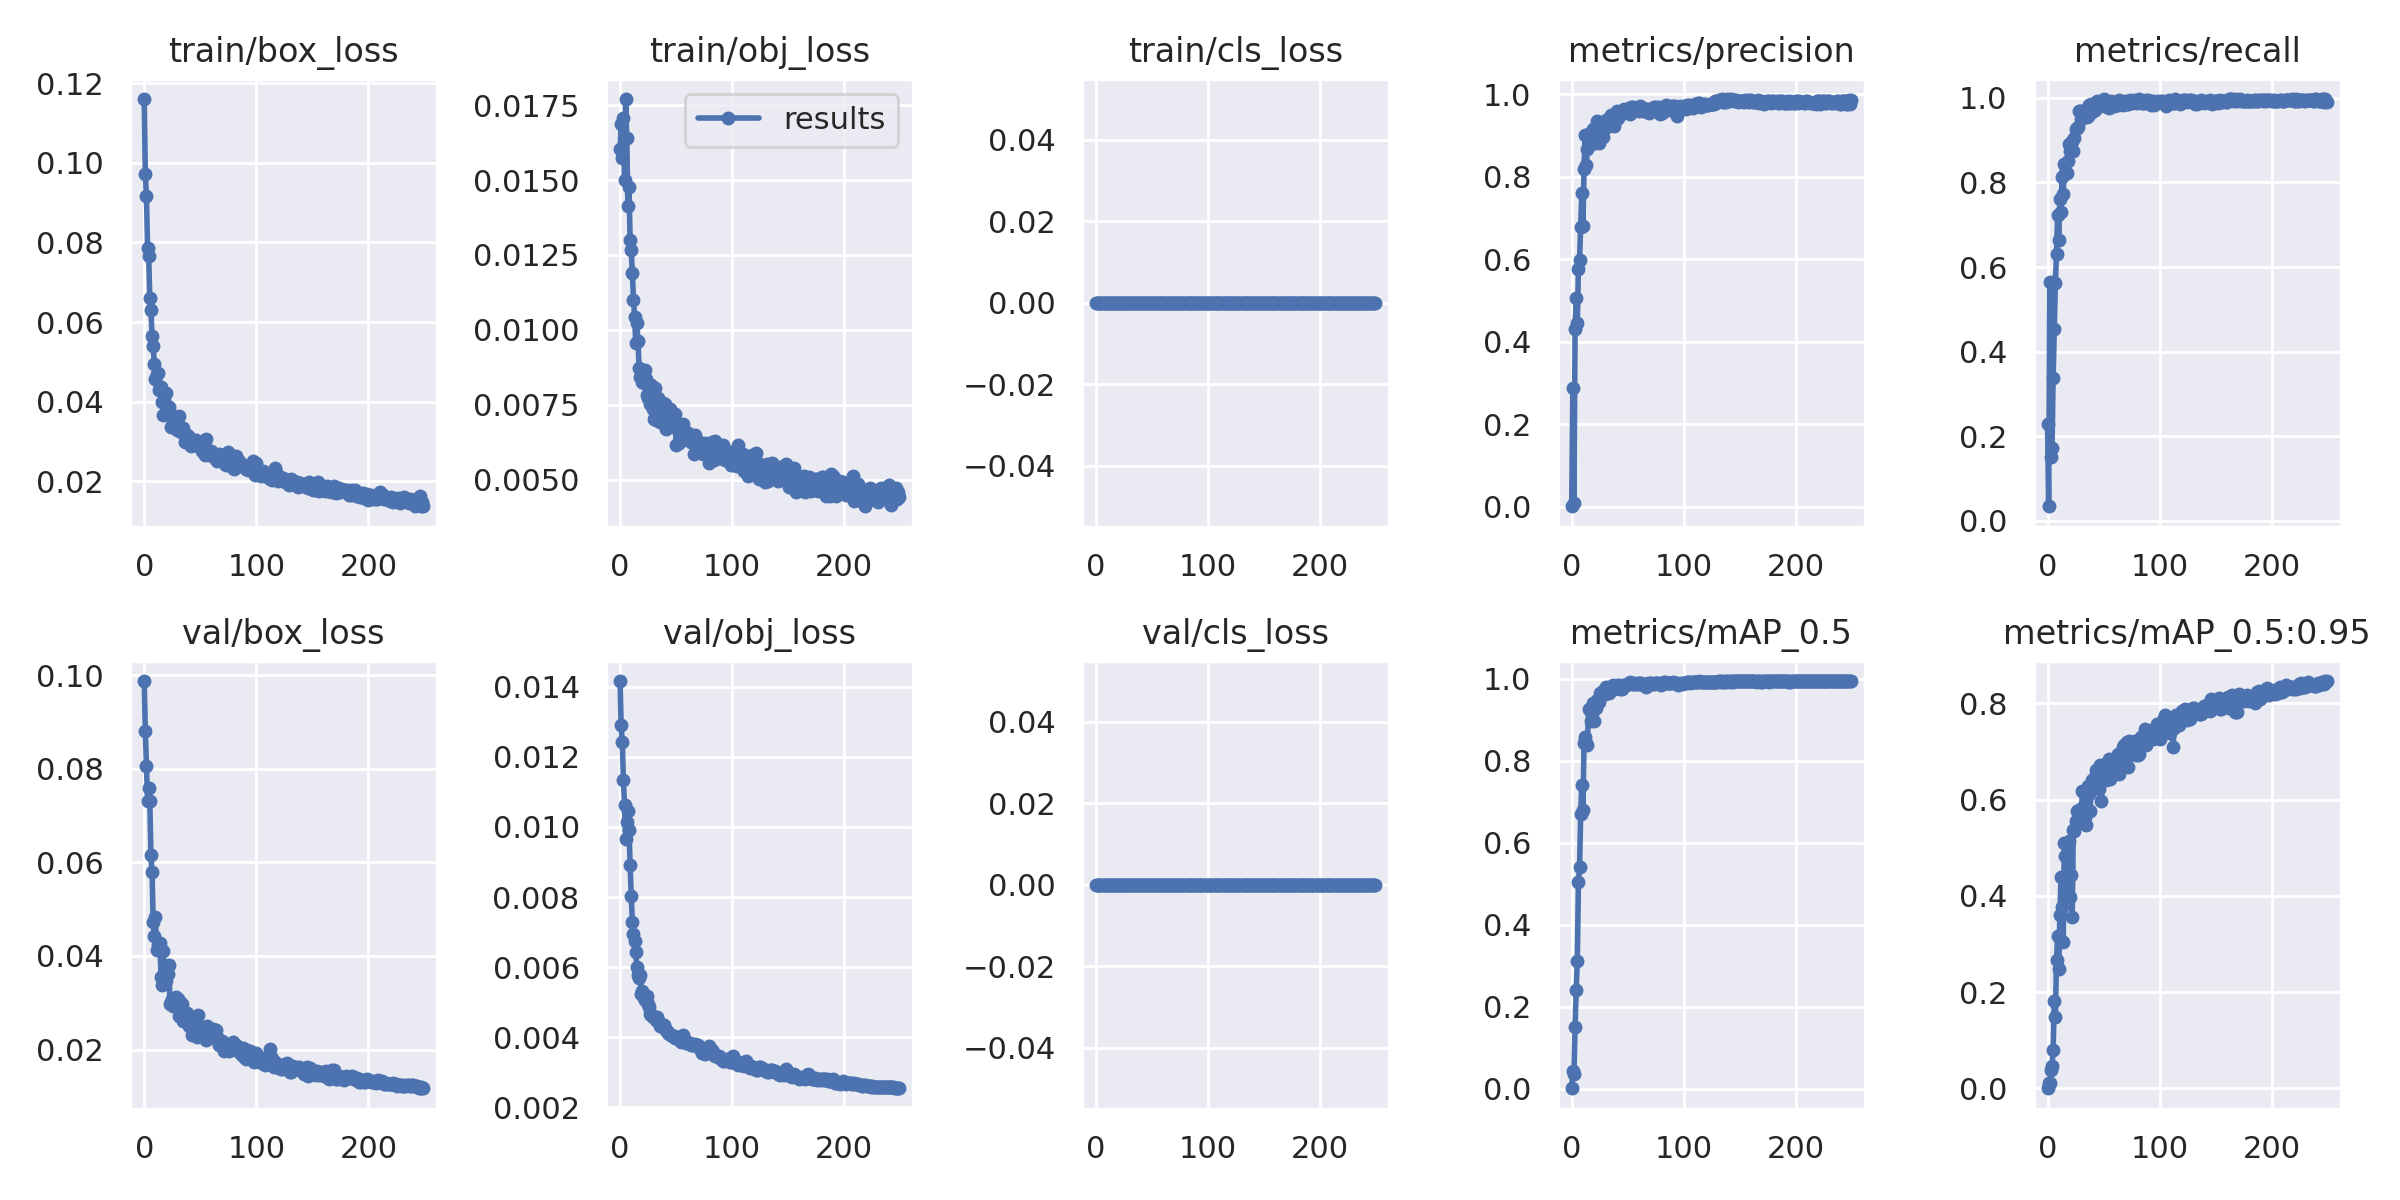 train/box_loss
0.12
0.10
0.08
0.06
0.04
0.02
0 100 200
train/obj_loss
results
0.0175
0.0150
0.0125
0.0100
0.0075
0.0050
0 100 200
train/cls_loss
0.04
0.02
0.00
−0.02
−0.04
0 100 200
metrics/precision
1.0
0.8
0.6
0.4
0.2
0.0
0 100 200
metrics/recall
1.0
0.8
0.6
0.4
0.2
0.0
0 100 200
val/box_loss
0.10
0.08
0.06
0.04
0.02
0 100 200
val/obj_loss
0.014
0.012
0.010
0.008
0.006
0.004
0.002
0 100 200
val/cls_loss
0.04
0.02
0.00
−0.02
−0.04
0 100 200
metrics/mAP_0.5
1.0
0.8
0.6
0.4
0.2
0.0
0 100 200
metrics/mAP_0.5:0.95
0.8
0.6
0.4
0.2
0.0
0 100 200